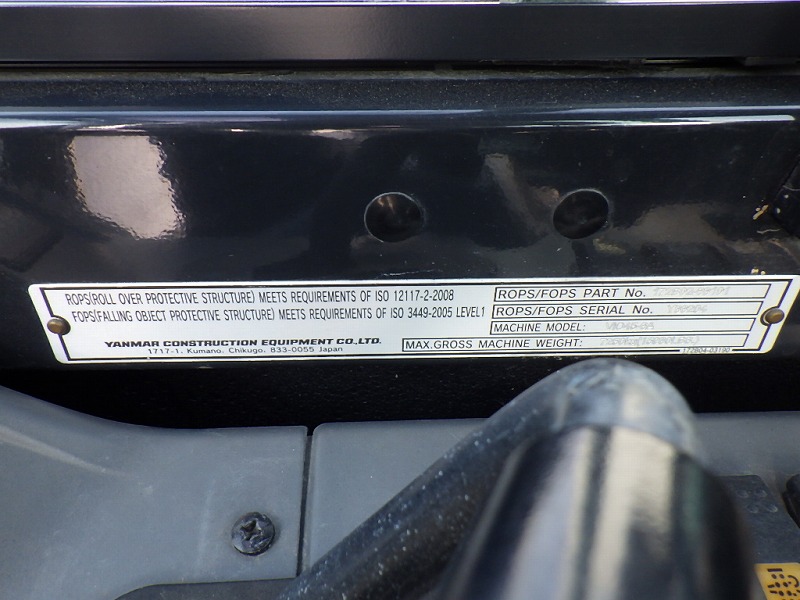 ROPS(ROLL OVER PROTECTIVE STRUCTURE) MEETS REQUIREMENTS OF ISO 12117-2-2008
FOPS(FALLING OBJECT PROTECTIVE STRUCTURE) MEETS REQUIREMENTS OF ISO 3449-2005 LEVEL1
YANMAR CONSTRUCTION EQUIPMENT CO.,LTD.
1717-1. Kumano. Chikugo. 833-0055 Japan
ROPS/FOPS PART No.
ROPS/FOPS SERIAL No.
MACHINE MODEL:
MAX.GROSS MACHINE WEIGHT:
172B04-03190